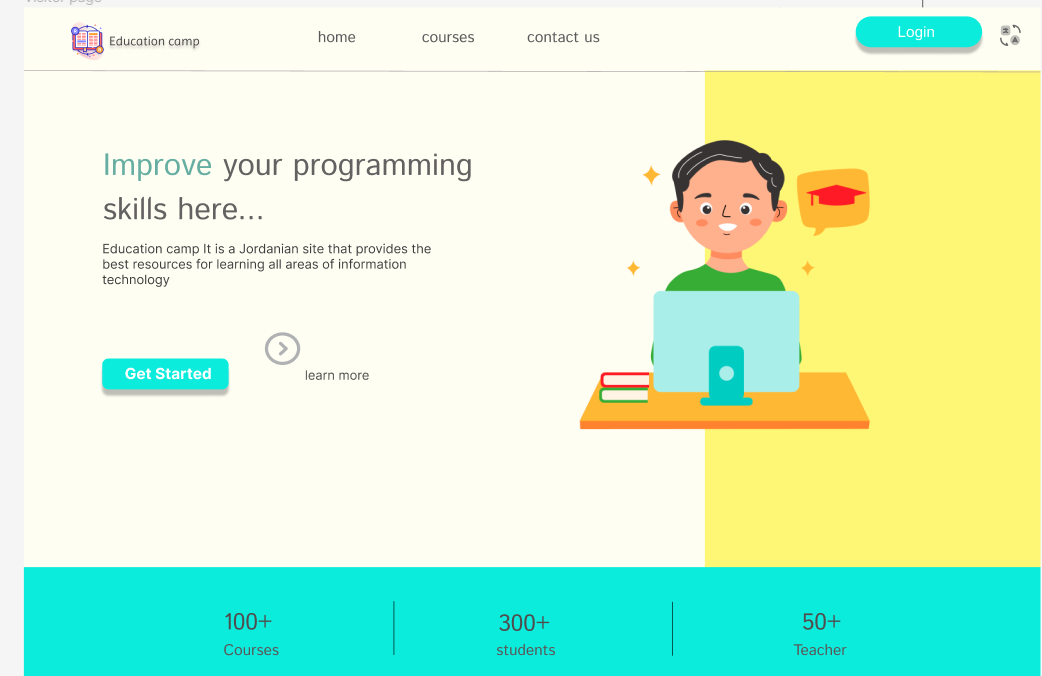 Visitor page
Education camp
home
courses
contact us
Login
Improve your programming
skills here...
Education camp It is a Jordanian site that provides the
best resources for learning all areas of information
technology
Get Started
learn more
100+
Courses
300+
students
50+
Teacher